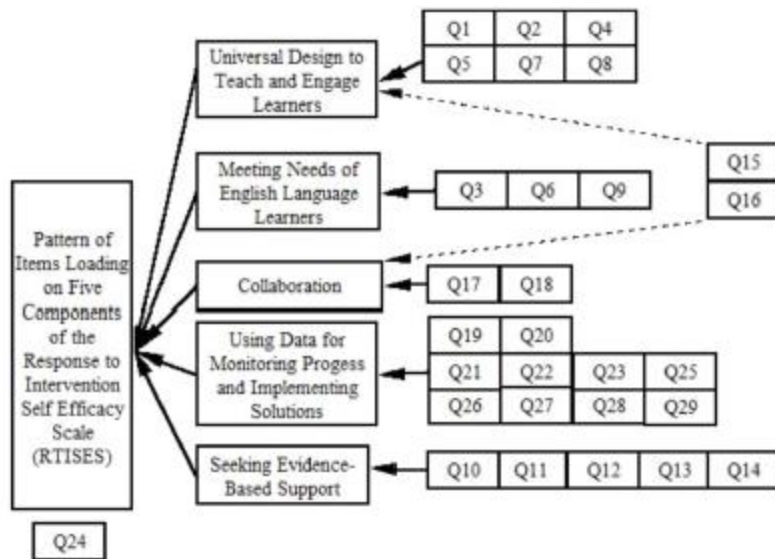 Universal Design to
Teach and Engage
Learners
Q1 Q2 Q4
Q5 Q7 Q8
Q15
Q16
Meeting Needs of
English Language
Learners
Q3 Q6 Q9
Pattern of
Items Loading
on Five
Components
of the
Response to
Intervention
Self Efficacy
Scale
(RTISES)
Collaboration
Q17 Q18
Using Data for
Monitoring Progess
and Implementing
Solutions
Q19 Q20
Q21 Q22 Q23 Q25
Q26 Q27 Q28 Q29
Seeking Evidence-
Based Support
Q10 Q11 Q12 Q13 Q14
Q24